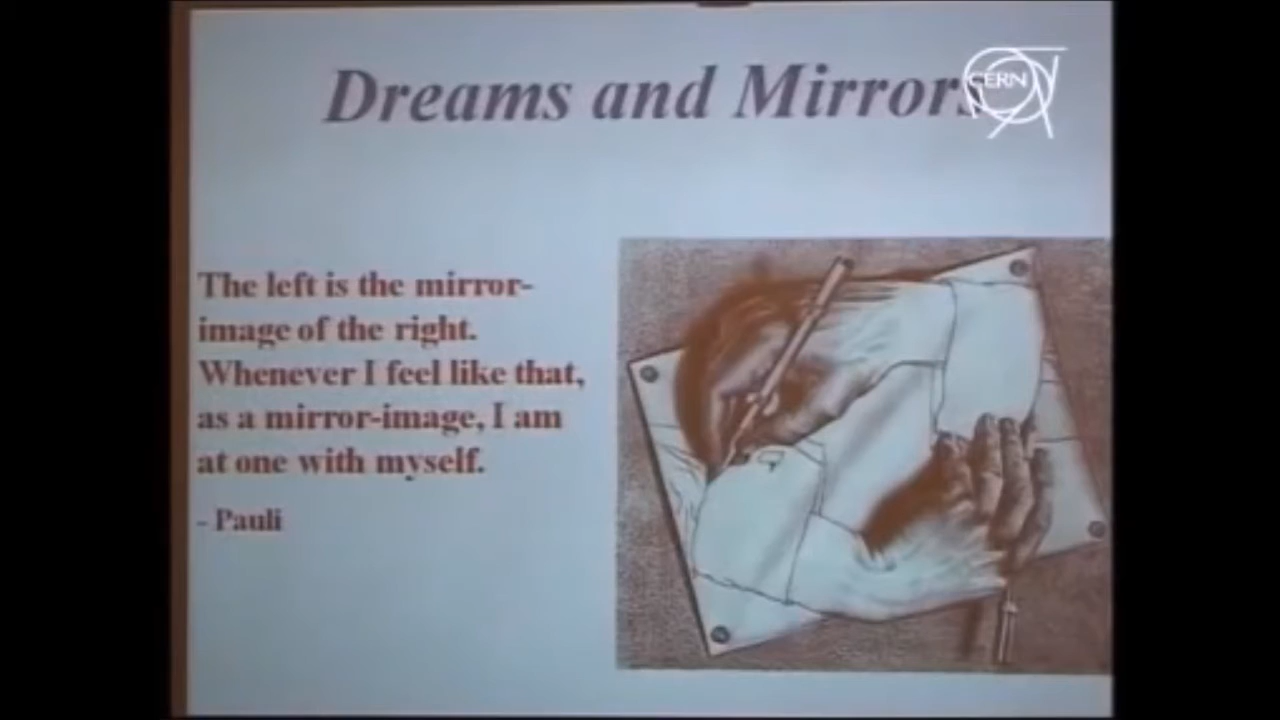 Dreams and Mirrors
CERN
The left is the mirror-
image of the right.
Whenever I feel like that,
as a mirror-image, I am
at one with myself.
- Pauli